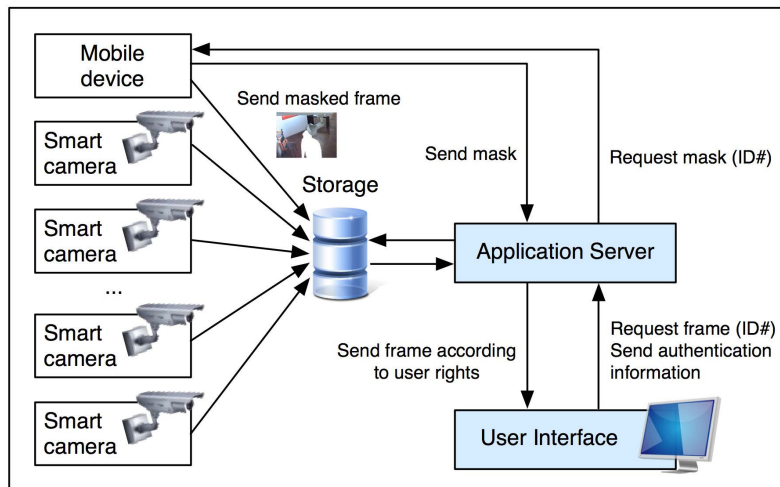 Mobile
device
Send masked frame
Smart
camera
Send mask
Request mask (ID#)
Storage
Smart
camera
Application Server
...
Smart
camera
Send frame according
to user rights
Request frame (ID#)
Send authentication
information
Smart
camera
User Interface